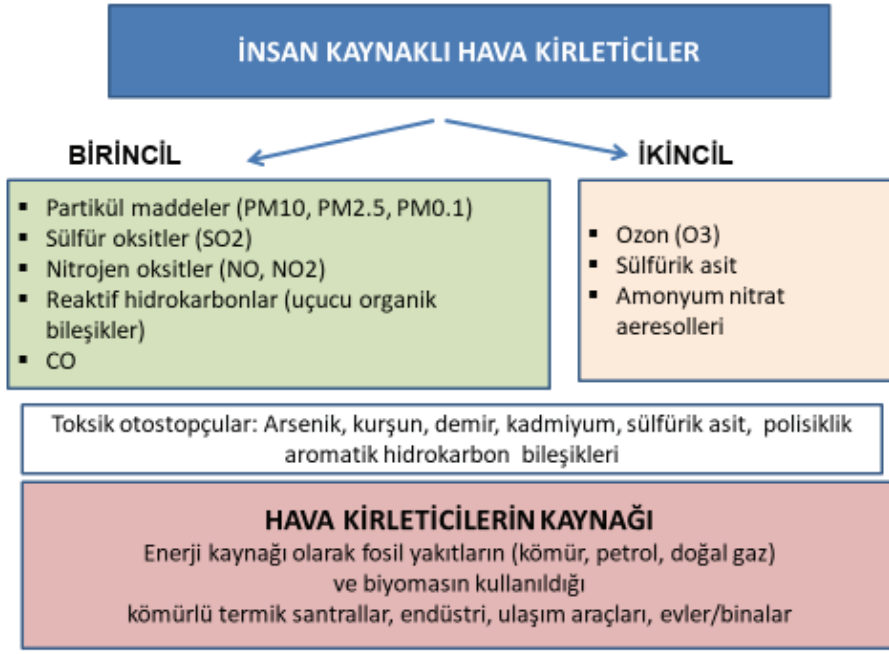 İNSAN KAYNAKLI HAVA KİRLETİCİLER
BİRİNCİL
▪ Partikül maddeler (PM10, PM2.5, PM0.1)
▪ Sülfür oksitler (SO2)
▪ Nitrojen oksitler (NO, NO2)
▪ Reaktif hidrokarbonlar (uçucu organik
bileşikler)
▪ CO
İKİNCİL
▪ Ozon (O3)
▪ Sülfürik asit
▪ Amonyum nitrat
aeresolleri
Toksik otostopçular: Arsenik, kurşun, demir, kadmiyum, sülfürik asit, polisiklik
aromatik hidrokarbon bileşikleri
HAVA KİRLETİCİLERİN KAYNAĞI
Enerji kaynağı olarak fosil yakıtların (kömür, petrol, doğal gaz)
ve biyomasın kullanıldığı
kömürlü termik santrallar, endüstri, ulaşım araçları, evler/binalar